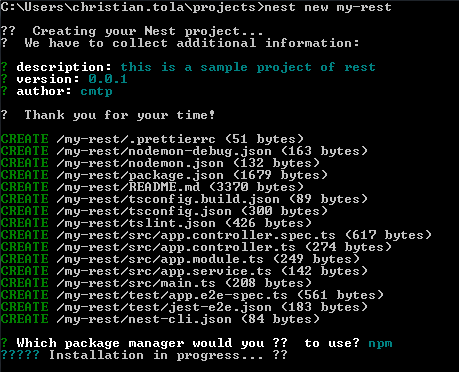 C:\Users\christian.tola\projects>nest new my-rest
??  Creating your Nest project...
?  We have to collect additional information:
? description: this is a sample project of rest
? version: 0.0.1
? author: cmtp
?  Thank you for your time!
CREATE /my-rest/.prettierrc (51 bytes)
CREATE /my-rest/nodemon-debug.json (163 bytes)
CREATE /my-rest/nodemon.json (132 bytes)
CREATE /my-rest/package.json (1679 bytes)
CREATE /my-rest/README.md (3370 bytes)
CREATE /my-rest/tsconfig.build.json (89 bytes)
CREATE /my-rest/tsconfig.json (300 bytes)
CREATE /my-rest/tslint.json (426 bytes)
CREATE /my-rest/src/app.controller.spec.ts (617 bytes)
CREATE /my-rest/src/app.controller.ts (274 bytes)
CREATE /my-rest/src/app.module.ts (249 bytes)
CREATE /my-rest/src/app.service.ts (142 bytes)
CREATE /my-rest/src/main.ts (208 bytes)
CREATE /my-rest/test/app.e2e-spec.ts (561 bytes)
CREATE /my-rest/test/jest-e2e.json (183 bytes)
CREATE /my-rest/nest-cli.json (84 bytes)
? Which package manager would you ??  to use? npm
????? Installation in progress... ??